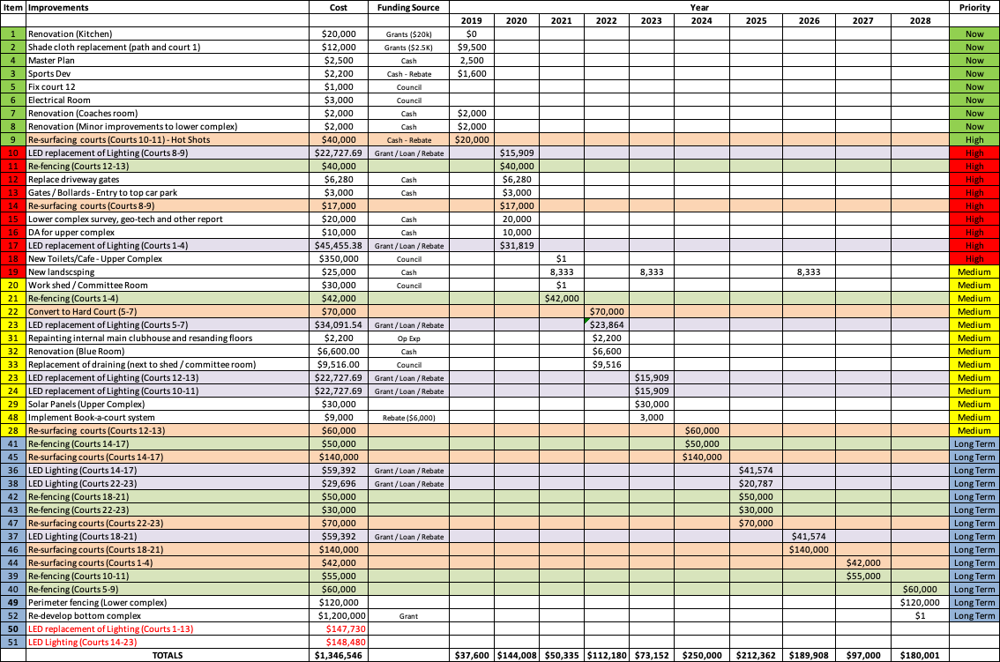 Item Improvements Cost Funding Source Year Priority
2019 2020 2021 2022 2023 2024 2025 2026 2027 2028
1 Renovation (Kitchen) $20,000 Grants ($20k) $0 Now
2 Shade cloth replacement (path and court 1) $12,000 Grants ($2.5K) $9,500 Now
4 Master Plan $2,500 Cash 2,500 Now
3 Sports Dev $2,200 Cash - Rebate $1,600 Now
5 Fix court 12 $1,000 Council Now
6 Electrical Room $3,000 Council Now
7 Renovation (Coaches room) $2,000 Cash $2,000 Now
8 Renovation (Minor improvements to lower complex) $2,000 Cash $2,000 Now
9 Re-surfacing courts (Courts 10-11) - Hot Shots $40,000 Cash - Rebate $20,000 High
10 LED replacement of Lighting (Courts 8-9) $22,727.69 Grant / Loan / Rebate $15,909 High
11 Re-fencing (Courts 12-13) $40,000 $40,000 High
12 Replace driveway gates $6,280 Cash $6,280 High
13 Gates / Bollards - Entry to top car park $3,000 Cash $3,000 High
14 Re-surfacing courts (Courts 8-9) $17,000 $17,000 High
15 Lower complex survey, geo-tech and other report $20,000 Cash 20,000 High
16 DA for upper complex $10,000 Cash 10,000 High
17 LED replacement of Lighting (Courts 1-4) $45,455.38 Grant / Loan / Rebate $31,819 High
18 New Toilets/Cafe - Upper Complex $350,000 Council $1 High
19 New landscsping $25,000 Cash 8,333 8,333 8,333 Medium
20 Work shed / Committee Room $30,000 Council $1 Medium
21 Re-fencing (Courts 1-4) $42,000 $42,000 Medium
22 Convert to Hard Court (5-7) $70,000 $70,000 Medium
23 LED replacement of Lighting (Courts 5-7) $34,091.54 Grant / Loan / Rebate $23,864 Medium
31 Repainting internal main clubhouse and resanding floors $2,200 Op Exp $2,200 Medium
32 Renovation (Blue Room) $6,600.00 Cash $6,600 Medium
33 Replacement of draining (next to shed / committee room) $9,516.00 Council $9,516 Medium
23 LED replacement of Lighting (Courts 12-13) $22,727.69 Grant / Loan / Rebate $15,909 Medium
24 LED replacement of Lighting (Courts 10-11) $22,727.69 Grant / Loan / Rebate $15,909 Medium
29 Solar Panels (Upper Complex) $30,000 $30,000 Medium
48 Implement Book-a-court system $9,000 Rebate ($6,000) 3,000 Medium
28 Re-surfacing courts (Courts 12-13) $60,000 $60,000 Medium
41 Re-fencing (Courts 14-17) $50,000 $50,000 Long Term
45 Re-surfacing courts (Courts 14-17) $140,000 $140,000 Long Term
36 LED Lighting (Courts 14-17) $59,392 Grant / Loan / Rebate $41,574 Long Term
38 LED Lighting (Courts 22-23) $29,696 Grant / Loan / Rebate $20,787 Long Term
42 Re-fencing (Courts 18-21) $50,000 $50,000 Long Term
43 Re-fencing (Courts 22-23) $30,000 $30,000 Long Term
47 Re-surfacing courts (Courts 22-23) $70,000 $70,000 Long Term
37 LED Lighting (Courts 18-21) $59,392 Grant / Loan / Rebate $41,574 Long Term
46 Re-surfacing courts (Courts 18-21) $140,000 $140,000 Long Term
44 Re-surfacing courts (Courts 1-4) $42,000 $42,000 Long Term
39 Re-fencing (Courts 10-11) $55,000 $55,000 Long Term
40 Re-fencing (Courts 5-9) $60,000 $60,000 Long Term
49 Perimeter fencing (Lower complex) $120,000 $120,000 Long Term
52 Re-develop bottom complex $1,200,000 Grant $1 Long Term
50 LED replacement of Lighting (Courts 1-13) $147,730
51 LED Lighting (Courts 14-23) $148,480
TOTALS $1,346,546 $37,600 $144,008 $50,335 $112,180 $73,152 $250,000 $212,362 $189,908 $97,000 $180,001